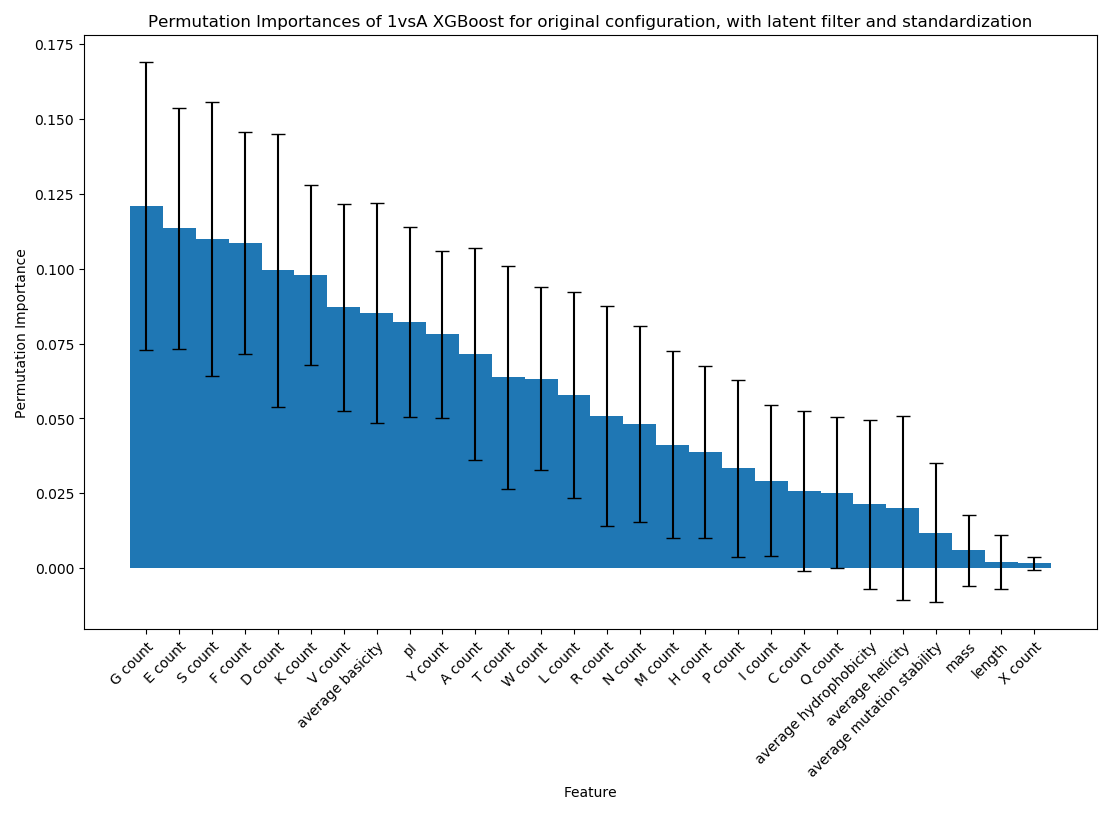 Permutation Importances of 1vsA XGBoost for original configuration, with latent filter and standardization
0.175
0.150
0.125
0.100
0.075
0.050
0.025
0.000
Permutation Importance
G count
E count
S count
F count
D count
K count
V count
average basicity
pI
Y count
A count
T count
W count
L count
R count
N count
M count
H count
P count
I count
C count
Q count
average hydrophobicity
average helicity
average mutation stability
mass
length
X count
Feature